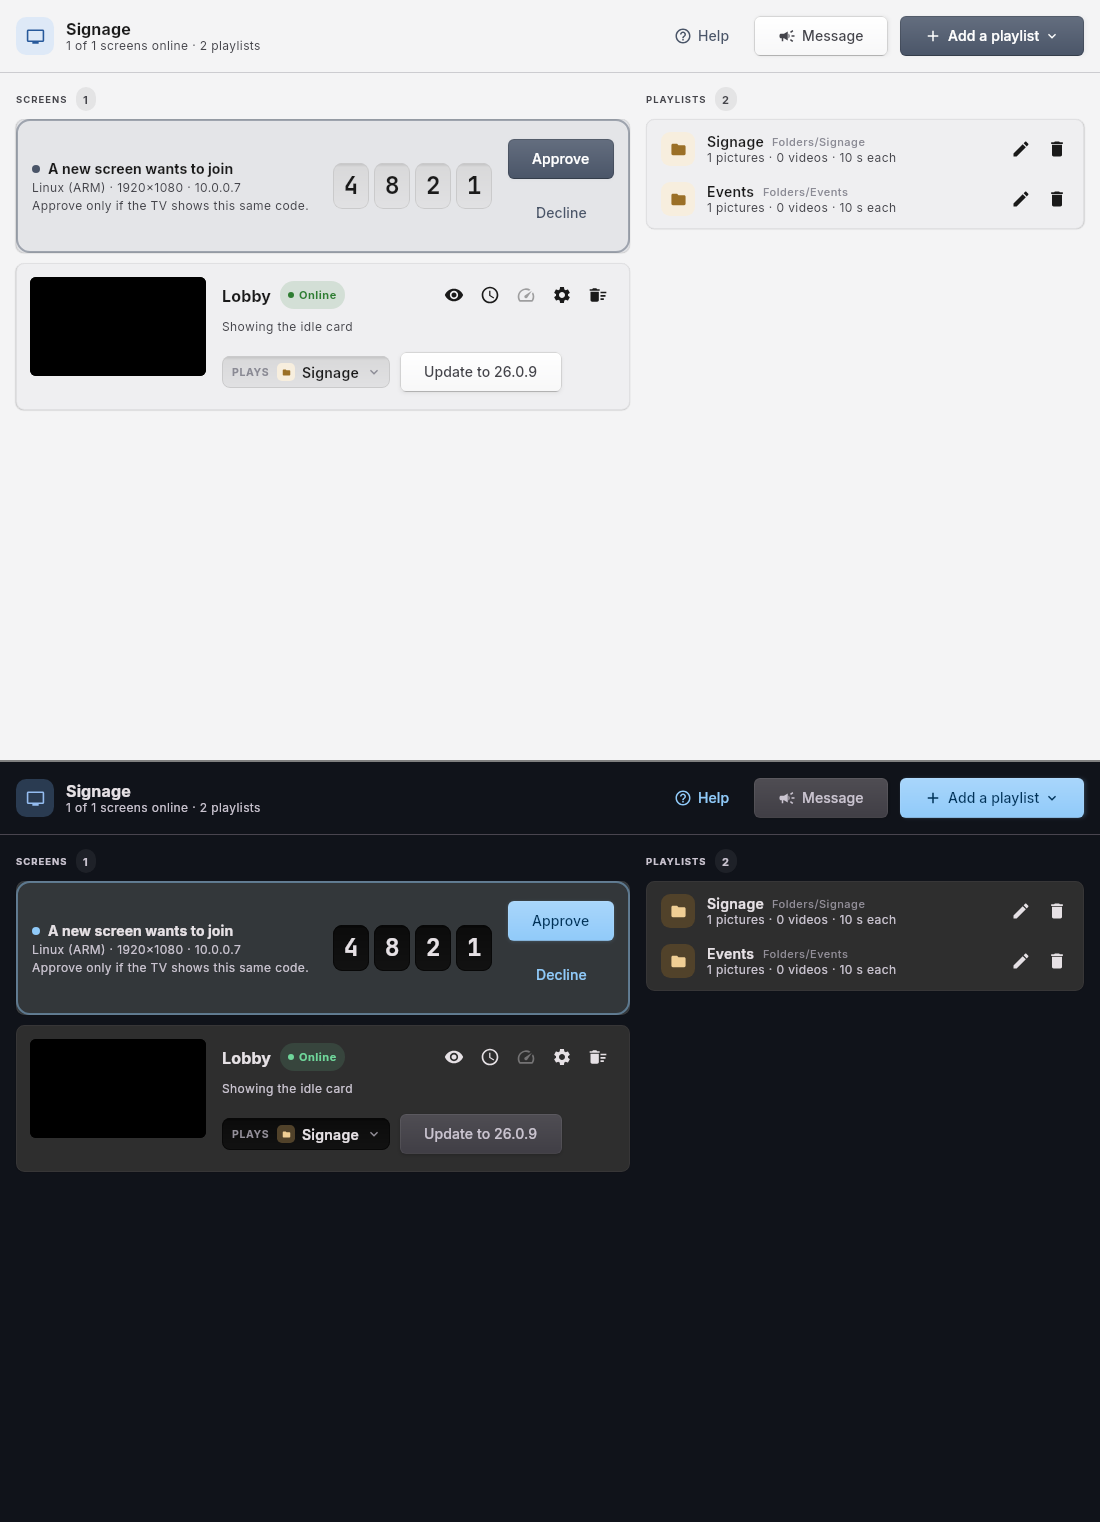 Signage
1 of 1 screens online · 2 playlists
Help
Message
Add a playlist
SCREENS 1
A new screen wants to join
Linux (ARM) · 1920×1080 · 10.0.0.7
Approve only if the TV shows this same code.
4 8 2 1
Approve
Decline
Lobby
Online
Showing the idle card
PLAYS Signage
Update to 26.0.9
PLAYLISTS 2
Signage Folders/Signage
1 pictures · 0 videos · 10 s each
Events Folders/Events
1 pictures · 0 videos · 10 s each
Signage
1 of 1 screens online · 2 playlists
Help
Message
Add a playlist
SCREENS 1
A new screen wants to join
Linux (ARM) · 1920×1080 · 10.0.0.7
Approve only if the TV shows this same code.
4 8 2 1
Approve
Decline
Lobby
Online
Showing the idle card
PLAYS Signage
Update to 26.0.9
PLAYLISTS 2
Signage Folders/Signage
1 pictures · 0 videos · 10 s each
Events Folders/Events
1 pictures · 0 videos · 10 s each